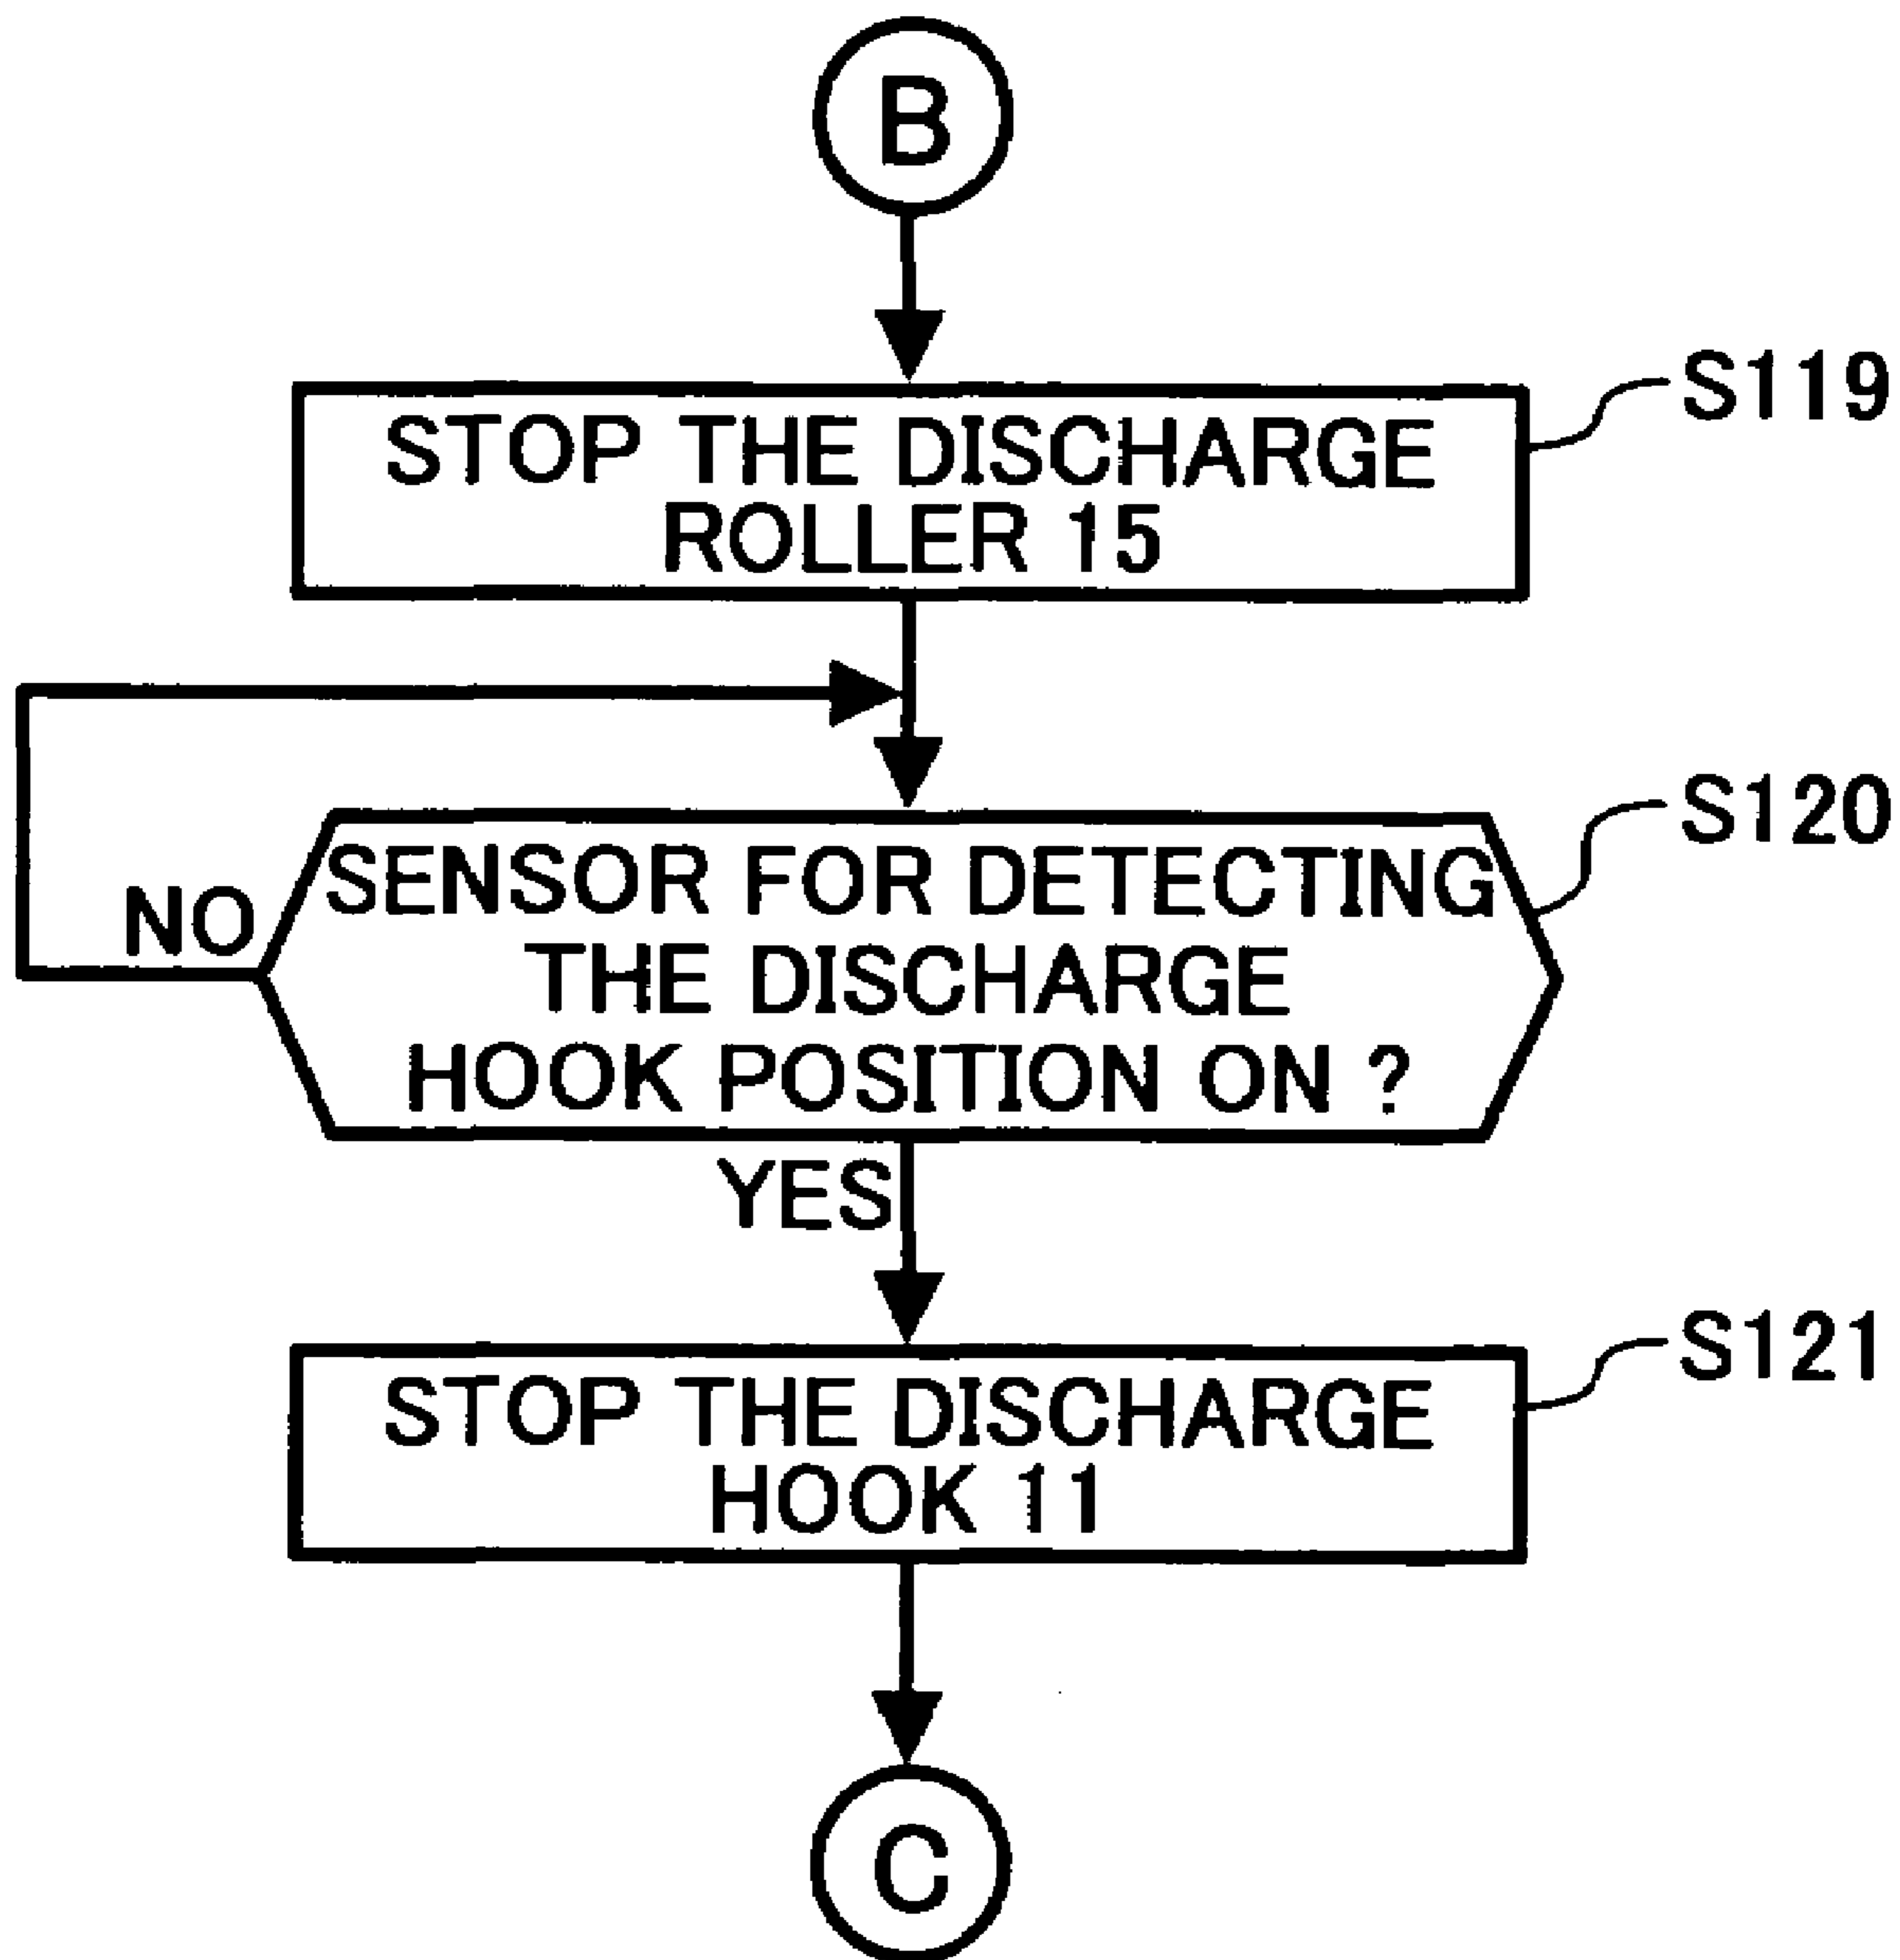 B
S119
STOP THE DISCHARGE
ROLLER 15
S120
SENSOR FOR DETECTING
THE DISCHARGE
HOOK POSITION ON ?
NO
YES
S121
STOP THE DISCHARGE
HOOK 11
C